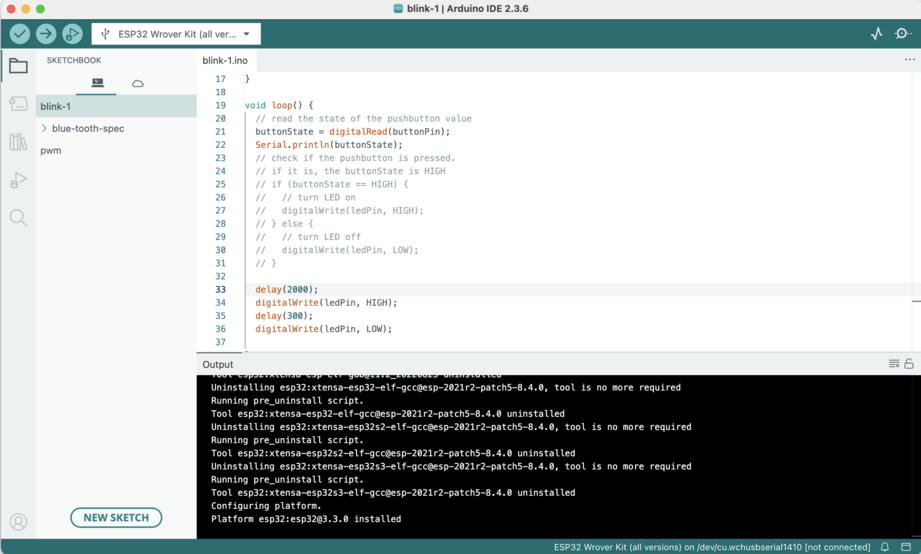 blink-1 | Arduino IDE 2.3.6
ESP32 Wrover Kit (all ver...
SKETCHBOOK
blink-1
blue-tooth-spec
pwm
NEW SKETCH
blink-1.ino
17 }
18
19 void loop() {
20 // read the state of the pushbutton value
21 buttonState = digitalRead(buttonPin);
22 Serial.println(buttonState);
23 // check if the pushbutton is pressed.
24 // if it is, the buttonState is HIGH
25 // if (buttonState == HIGH) {
26 //   // turn LED on
27 //   digitalWrite(ledPin, HIGH);
28 // } else {
29 //   // turn LED off
30 //   digitalWrite(ledPin, LOW);
31 // }
32
33 delay(2000);
34 digitalWrite(ledPin, HIGH);
35 delay(300);
36 digitalWrite(ledPin, LOW);
37
Output
Uninstalling esp32:xtensa-esp32-elf-gcc@esp-2021r2-patch5-8.4.0, tool is no more required
Running pre_uninstall script.
Tool esp32:xtensa-esp32-elf-gcc@esp-2021r2-patch5-8.4.0 uninstalled
Uninstalling esp32:xtensa-esp32s2-elf-gcc@esp-2021r2-patch5-8.4.0, tool is no more required
Running pre_uninstall script.
Tool esp32:xtensa-esp32s2-elf-gcc@esp-2021r2-patch5-8.4.0 uninstalled
Uninstalling esp32:xtensa-esp32s3-elf-gcc@esp-2021r2-patch5-8.4.0, tool is no more required
Running pre_uninstall script.
Tool esp32:xtensa-esp32s3-elf-gcc@esp-2021r2-patch5-8.4.0 uninstalled
Configuring platform.
Platform esp32:esp32@3.3.0 installed
ESP32 Wrover Kit (all versions) on /dev/cu.wchusbserial1410 [not connected]